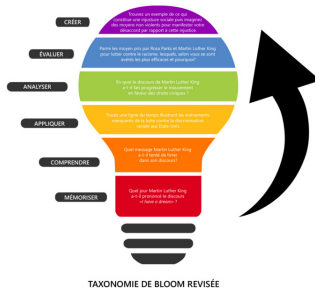 CRÉER
Trouvez un exemple de ce qui
constitue une injustice sociale puis imaginez
des moyens non violents pour manifester votre
désaccord par rapport à cette injustice.
ÉVALUER
Parmi les moyens pris par Rosa Parks et Martin Luther King
pour lutter contre le racisme, lesquels, selon vous se sont
avérés les plus efficaces et pourquoi?
ANALYSER
En quoi le discours de Martin Luther King
a-t-il fait progresser le mouvement
en faveur des droits civiques ?
APPLIQUER
Tracez une ligne du temps illustrant les événements
marquants de la lutte contre la discrimination
raciale aux États-Unis.
COMPRENDRE
Quel message Martin Luther King
a-t-il tenté de livrer
dans son discours?
MÉMORISER
Quel jour Martin Luther King
a-t-il prononcé le discours
«I have a dream» ?
TAXONOMIE DE BLOOM REVISÉE